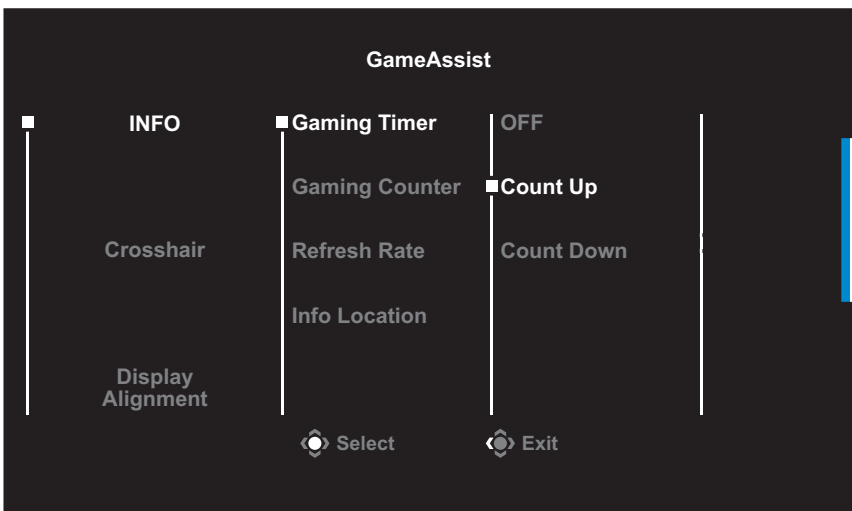 GameAssist
INFO
Gaming Timer
OFF
Gaming Counter
Count Up
Crosshair
Refresh Rate
Count Down
Info Location
Display
Alignment
Select
Exit